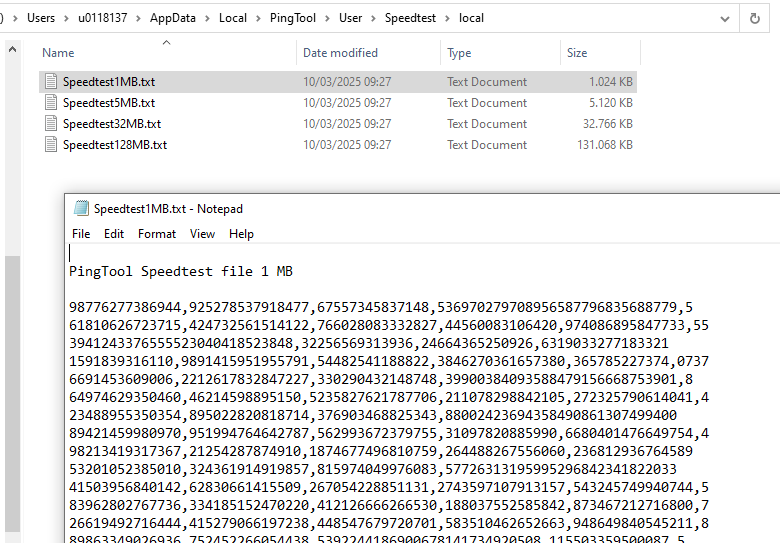 ) > Users > u0118137 > AppData > Local > PingTool > User > Speedtest > local
Name Date modified Type Size
Speedtest1MB.txt 10/03/2025 09:27 Text Document 1.024 KB
Speedtest5MB.txt 10/03/2025 09:27 Text Document 5.120 KB
Speedtest32MB.txt 10/03/2025 09:27 Text Document 32.766 KB
Speedtest128MB.txt 10/03/2025 09:27 Text Document 131.068 KB
Speedtest1MB.txt - Notepad
File Edit Format View Help
PingTool Speedtest file 1 MB
98776277386944,925278537918477,67557345837148,536970279708956587796835688779,5
61810626723715,424732561514122,766028083332827,44560083106420,974086895847733,55
3941243376555523040418523848,32256569313936,24664365250926,6319033277183321
1591839316110,9891415951955791,54482541188822,3846270361657380,365785227374,0737
6691453609006,2212617832847227,330290432148748,39900384093588479156668753901,8
64974629350460,46214598895150,5235827621787706,211078298842105,272325790614041,4
23488955350354,895022820818714,376903468825343,88002423694358490861307499400
89421459980970,951994764642787,562993672379755,31097820885990,6680401476649754,4
98213419317367,21254287874910,1874677496810759,264488267556060,236812936764589
53201052385010,324361914919857,815974049976083,57726313195995296842341822033
41503956840142,62830661415509,267054228851131,2743597107913157,543245749940744,5
83962802767736,334185152470220,412126666266530,188037552585842,873467212716800,7
26619492716444,415279066197238,448547679720701,583510462652663,948649840545211,8
89863349026936,752452266054438,5392244186900678141734920508,115503359500087,5